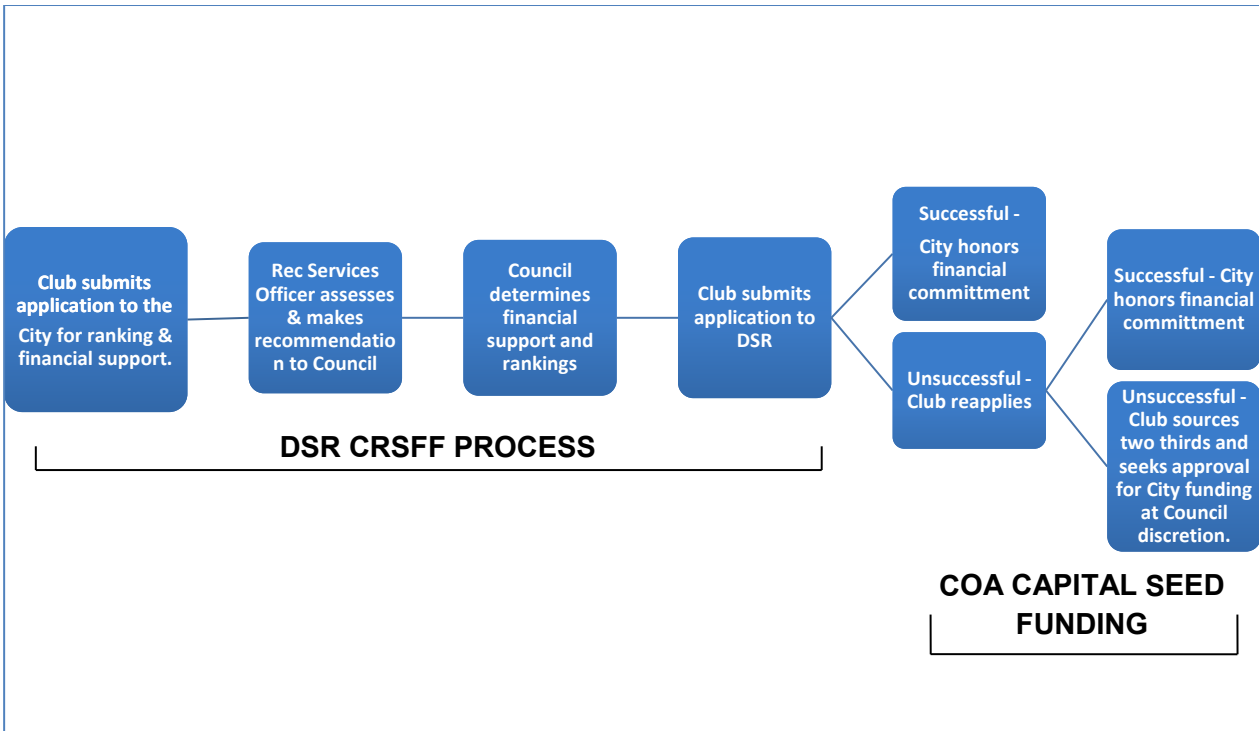 Club submits
application to the
City for ranking &
financial support.
Rec Services
Officer assesses
& makes
recommendatio
n to Council
Council
determines
financial
support and
rankings
Club submits
application to
DSR
Successful -
City honors
financial
committment
Unsuccessful -
Club reapplies
Successful - City
honors financial
committment
Unsuccessful -
Club sources
two thirds and
seeks approval
for City funding
at Council
discretion.
DSR CRSFF PROCESS
COA CAPITAL SEED
FUNDING